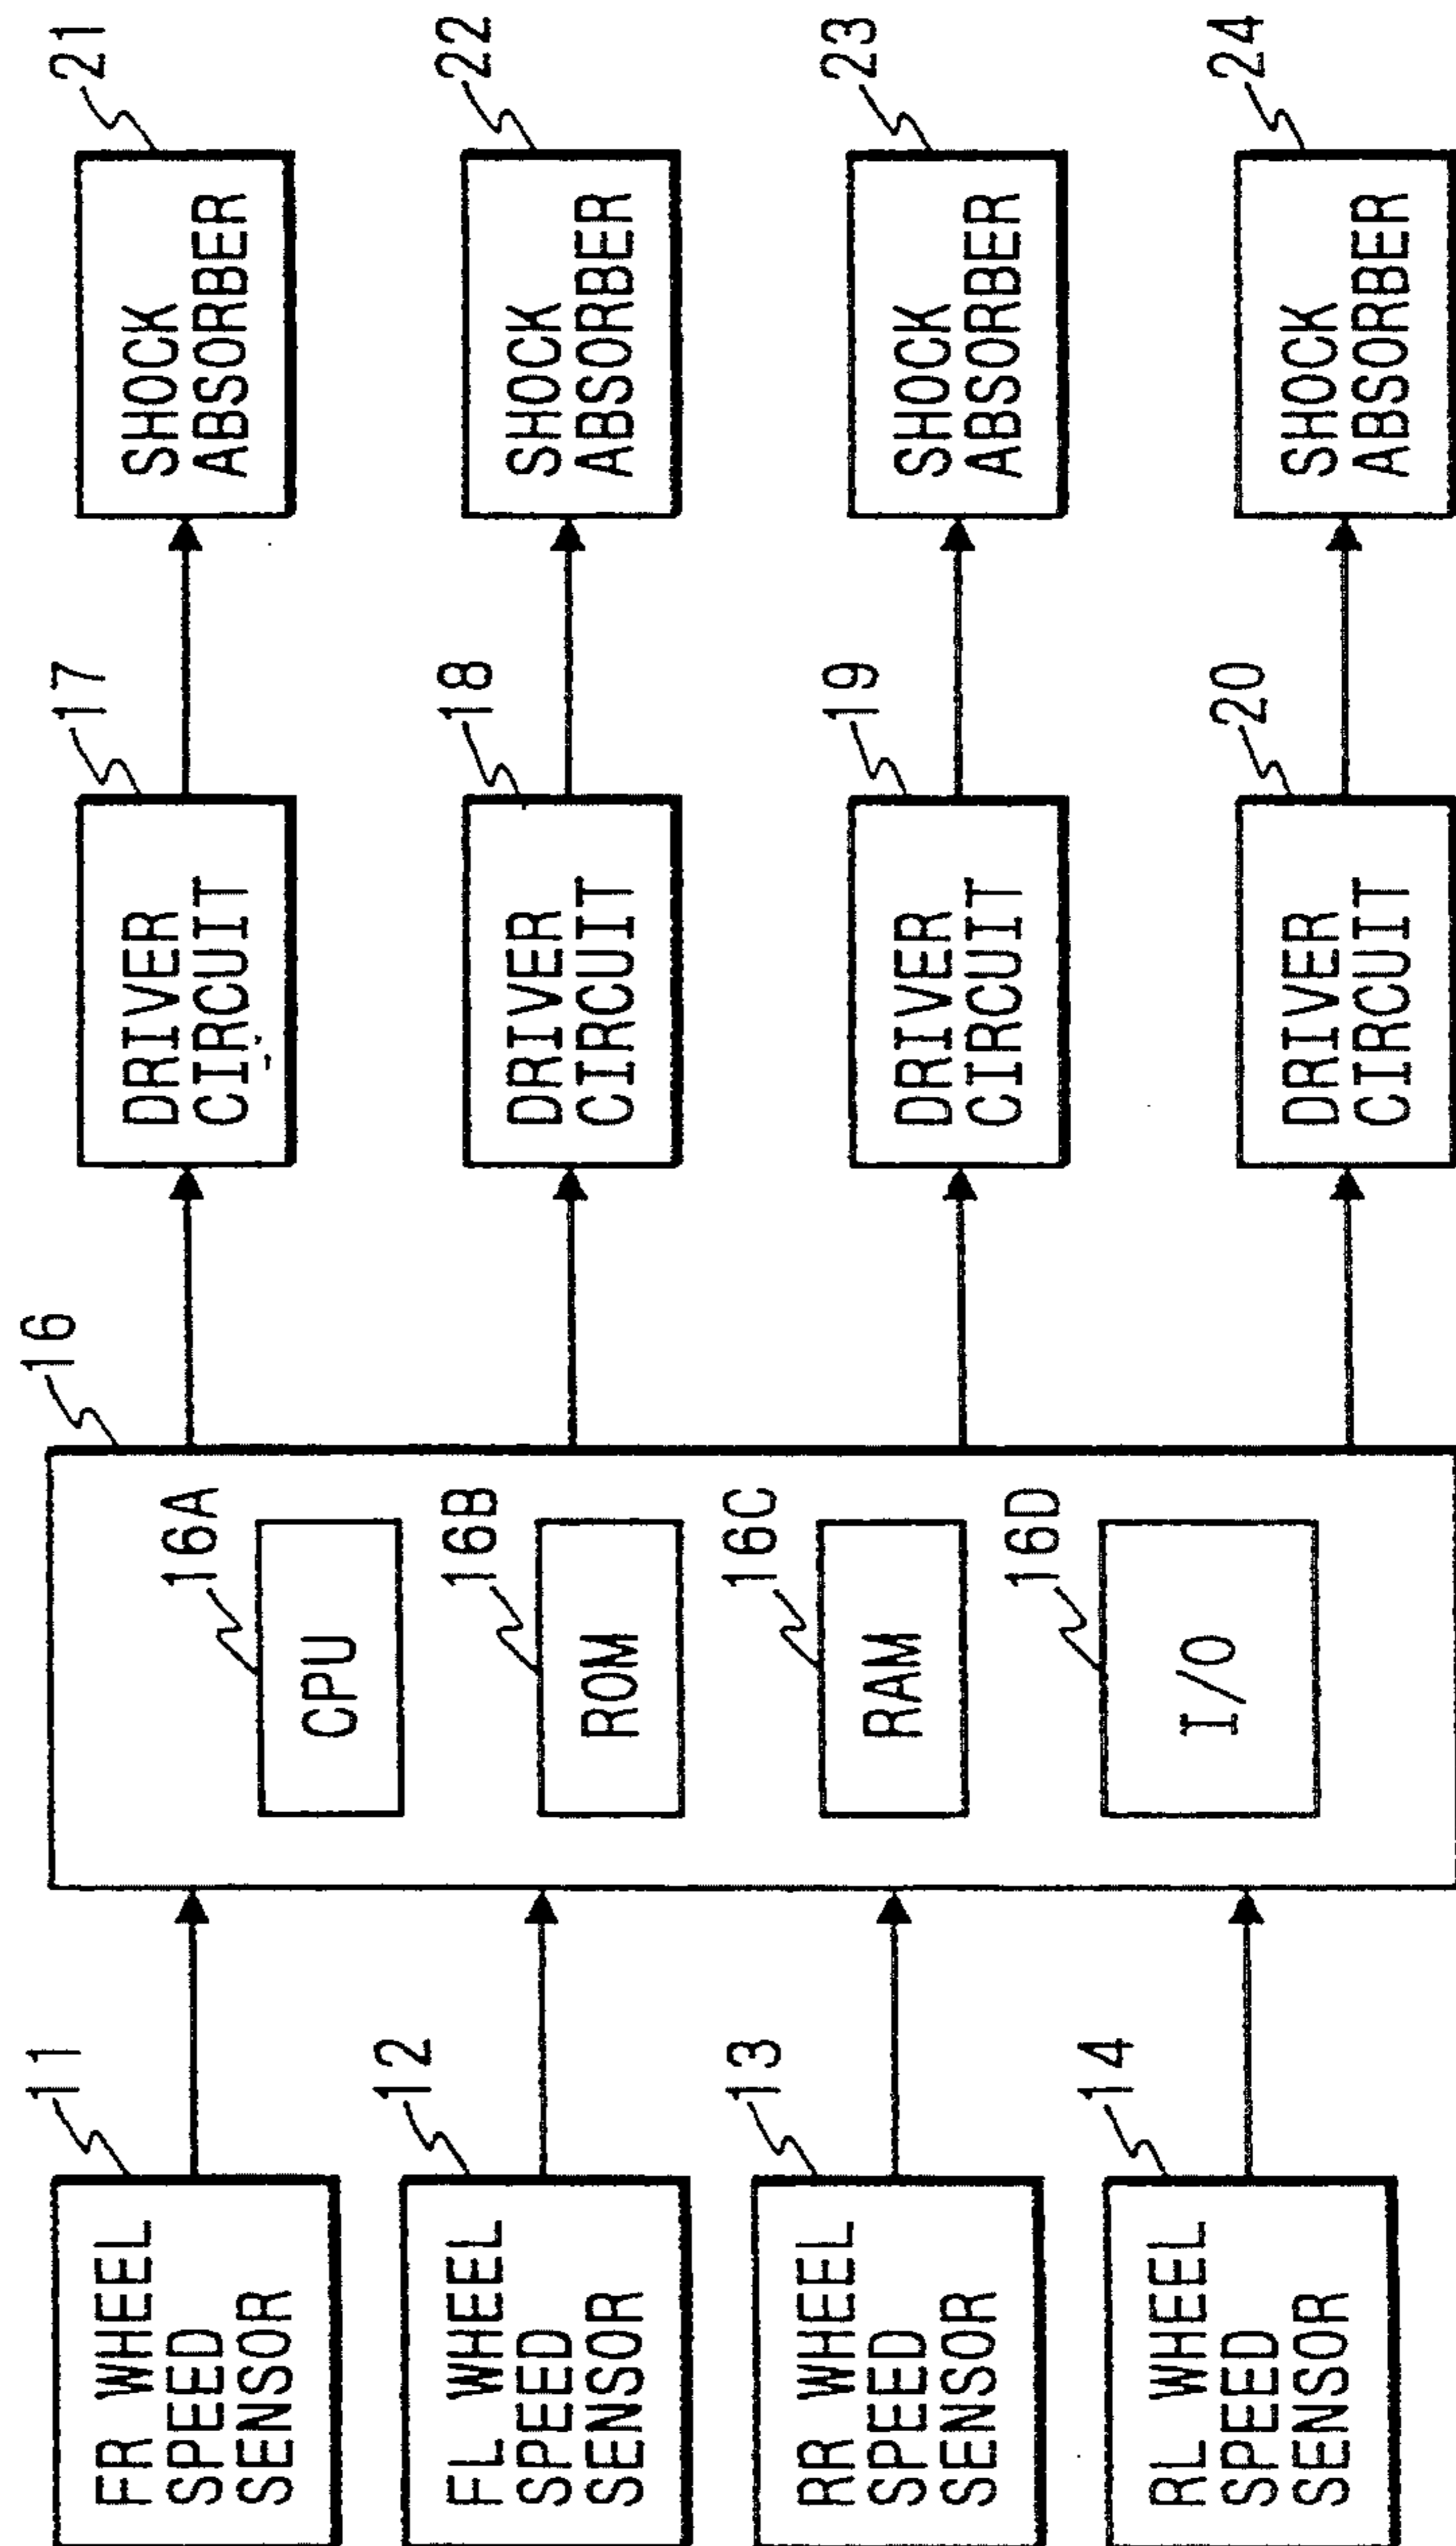 11
FR WHEEL
SPEED
SENSOR
12
FL WHEEL
SPEED
SENSOR
13
RR WHEEL
SPEED
SENSOR
14
RL WHEEL
SPEED
SENSOR
16
16A
CPU
16B
ROM
16C
RAM
16D
I/O
17
DRIVER
CIRCUIT
18
DRIVER
CIRCUIT
19
DRIVER
CIRCUIT
20
DRIVER
CIRCUIT
21
SHOCK
ABSORBER
22
SHOCK
ABSORBER
23
SHOCK
ABSORBER
24
SHOCK
ABSORBER